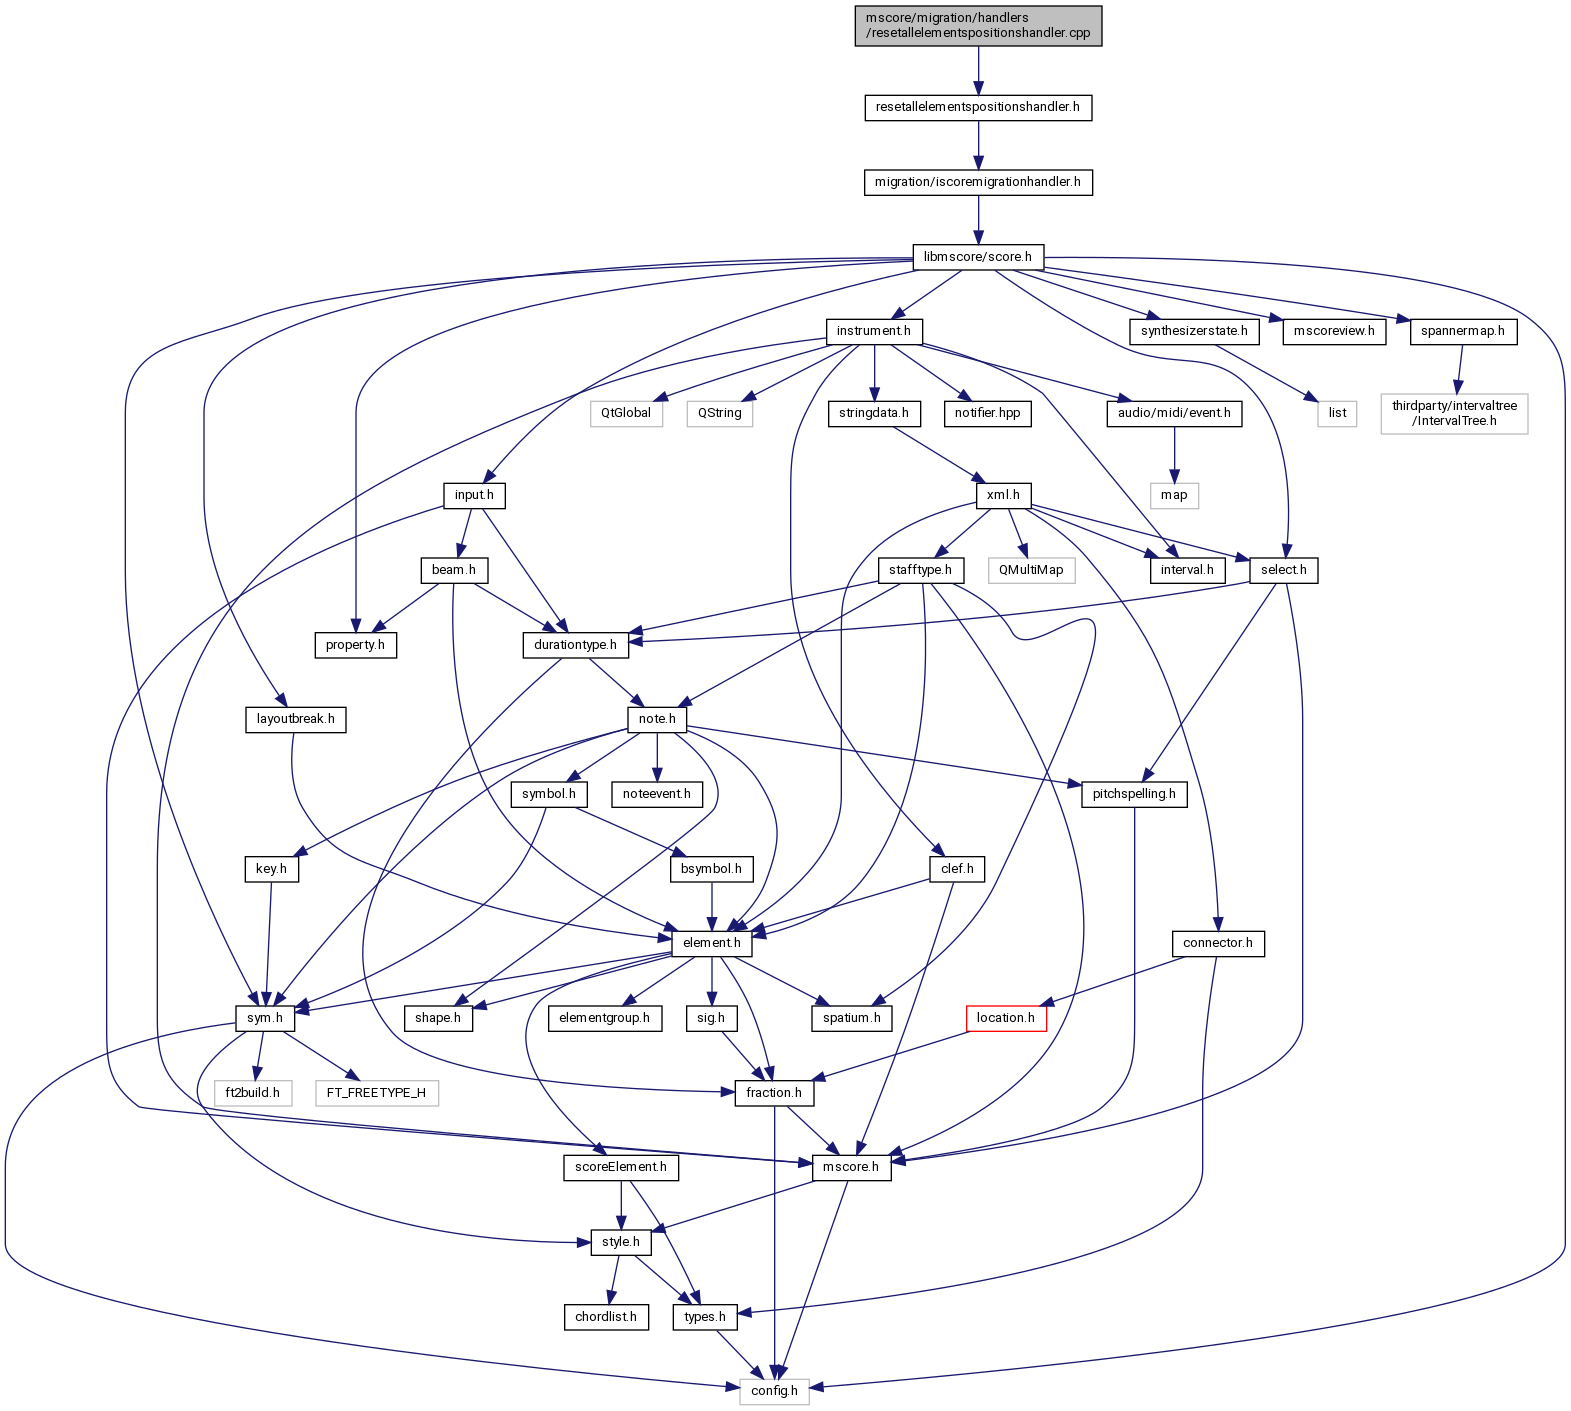 mscore/migration/handlers
/resetallelementspositionshandler.cpp
resetallelementspositionshandler.h
migration/iscoremigrationhandler.h
libmscore/score.h
instrument.h
synthesizerstate.h
mscoreview.h
spannermap.h
QtGlobal
QString
stringdata.h
notifier.hpp
audio/midi/event.h
list
thirdparty/intervaltree
/IntervalTree.h
input.h
xml.h
map
beam.h
stafftype.h
QMultiMap
interval.h
select.h
property.h
durationtype.h
layoutbreak.h
note.h
symbol.h
noteevent.h
pitchspelling.h
key.h
bsymbol.h
clef.h
element.h
connector.h
sym.h
shape.h
elementgroup.h
sig.h
spatium.h
location.h
ft2build.h
FT_FREETYPE_H
fraction.h
scoreElement.h
mscore.h
style.h
chordlist.h
types.h
config.h